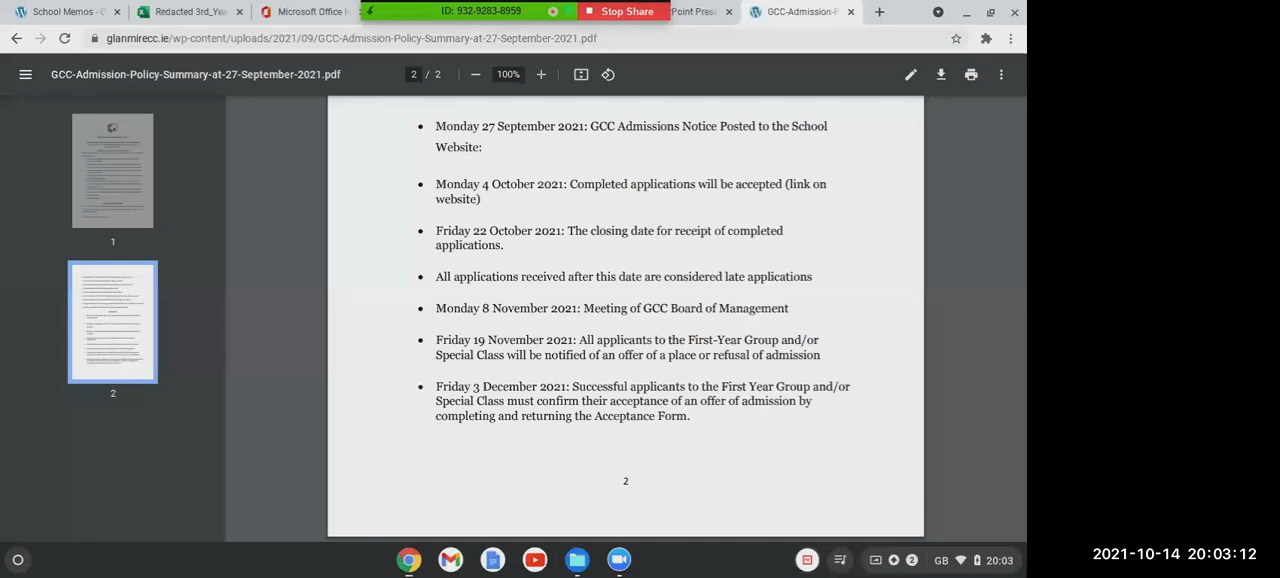 School Memos - G
Redacted 3rd_Yea
Microsoft Office H
ID: 932-9283-8959
Stop Share
Point Pres
GCC-Admission-P
glanmirecc.ie/wp-content/uploads/2021/09/GCC-Admission-Policy-Summary-at-27-September-2021.pdf
GCC-Admission-Policy-Summary-at-27-September-2021.pdf
2 / 2
100%
• Monday 27 September 2021: GCC Admissions Notice Posted to the School
Website:
• Monday 4 October 2021: Completed applications will be accepted (link on
website)
• Friday 22 October 2021: The closing date for receipt of completed
applications.
• All applications received after this date are considered late applications
• Monday 8 November 2021: Meeting of GCC Board of Management
• Friday 19 November 2021: All applicants to the First-Year Group and/or
Special Class will be notified of an offer of a place or refusal of admission
• Friday 3 December 2021: Successful applicants to the First Year Group and/or
Special Class must confirm their acceptance of an offer of admission by
completing and returning the Acceptance Form.
2
1
2
2
GB
20:03
2021-10-14 20:03:12